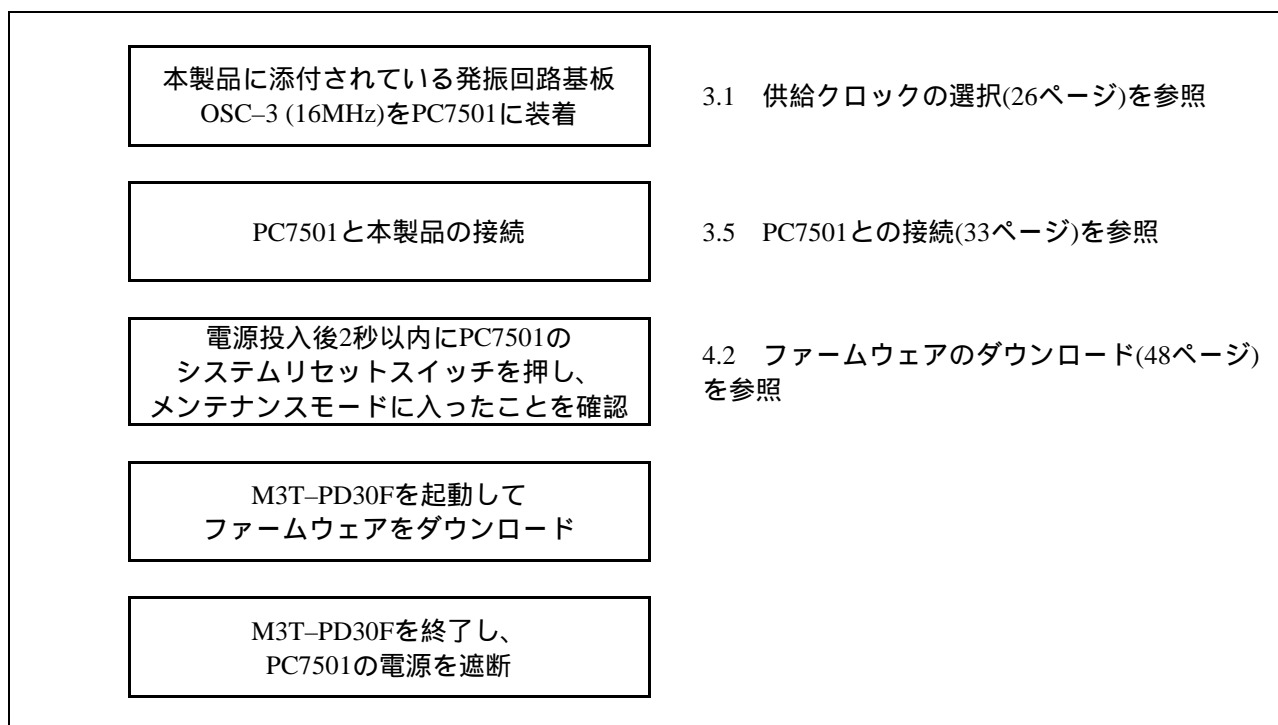 本製品に添付されている発振回路基板
OSC–3 (16MHz)をPC7501に装着
3.1　供給クロックの選択(26ページ)を参照
PC7501と本製品の接続
3.5　PC7501との接続(33ページ)を参照
電源投入後2秒以内にPC7501の
システムリセットスイッチを押し、
メンテナンスモードに入ったことを確認
4.2　ファームウェアのダウンロード(48ページ)
を参照
M3T–PD30Fを起動して
ファームウェアをダウンロード
M3T–PD30Fを終了し、
PC7501の電源を遮断